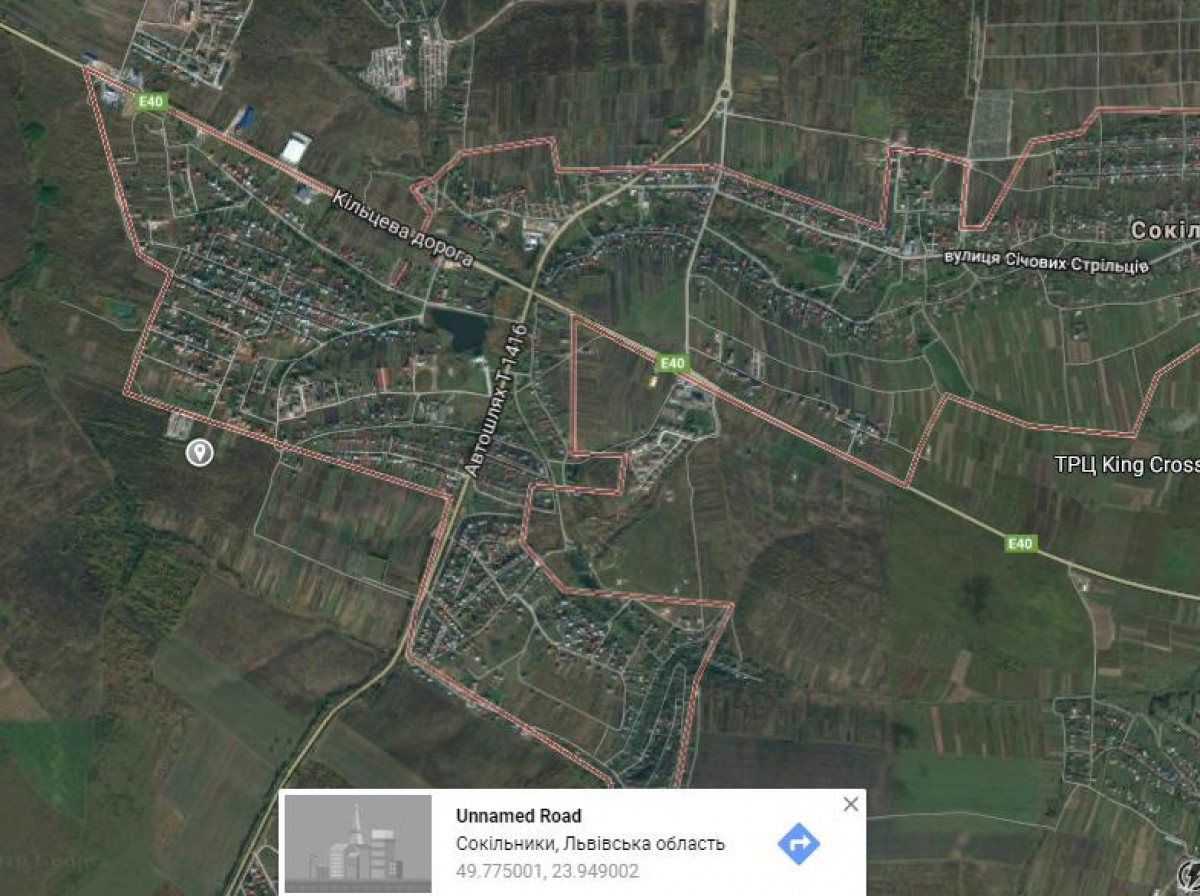 E40
Кільцева дорога
Сокіл
вулиця Січових Стрільців
Автошлях Т 1416
E40
ТРЦ King Cross
E40
Unnamed Road
Сокільники, Львівська область
49.775001, 23.949002